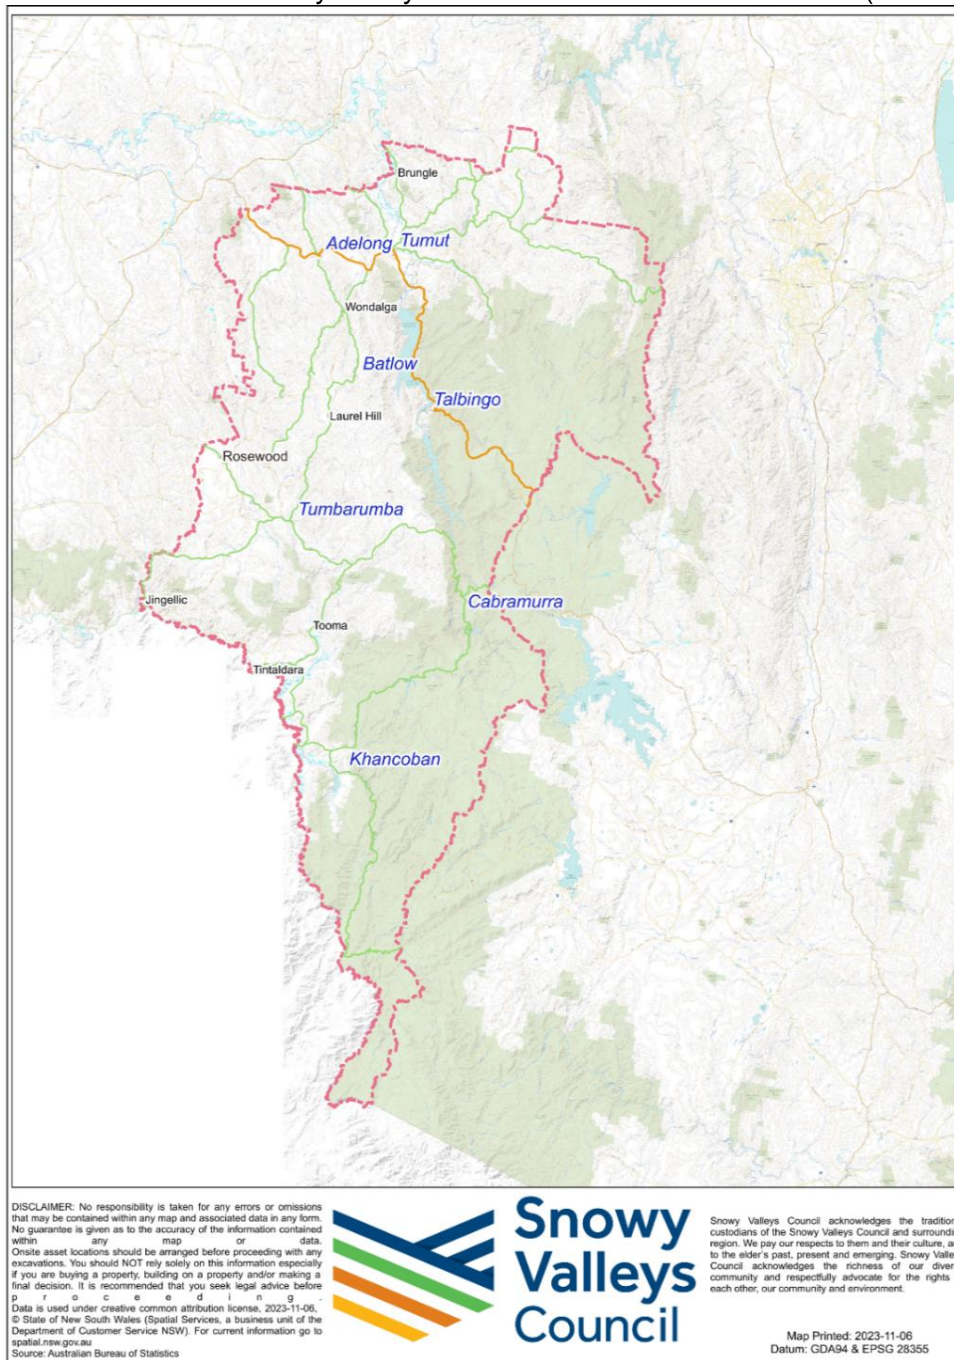 Brungle
Adelong
Tumut
Wondalga
Batlow
Talbingo
Laurel Hill
Rosewood
Tumbarumba
Jingellic
Cabramurra
Tooma
Tintaldara
Khancoban
DISCLAIMER: No responsibility is taken for any errors or omissions
that may be contained within any map and associated data in any form.
No guarantee is given as to the accuracy of the information contained
within any map or data.
Onsite asset locations should be arranged before proceeding with any
excavations. You should NOT rely solely on this information especially
if you are buying a property, building on a property and/or making a
final decision. It is recommended that you seek legal advice before
p r o c e e d i n g .
Data is used under creative common attribution license, 2023-11-06,
© State of New South Wales (Spatial Services, a business unit of the
Department of Customer Service NSW). For current information go to
spatial.nsw.gov.au
Source: Australian Bureau of Statistics
Snowy
Valleys
Council
Snowy Valleys Council acknowledges the tradition
custodians of the Snowy Valleys Council and surroundi
region. We pay our respects to them and their culture, a
to the elder's past, present and emerging. Snowy Valle
Council acknowledges the richness of our diver
community and respectfully advocate for the rights
each other, our community and environment.
Map Printed: 2023-11-06
Datum: GDA94 & EPSG 28355